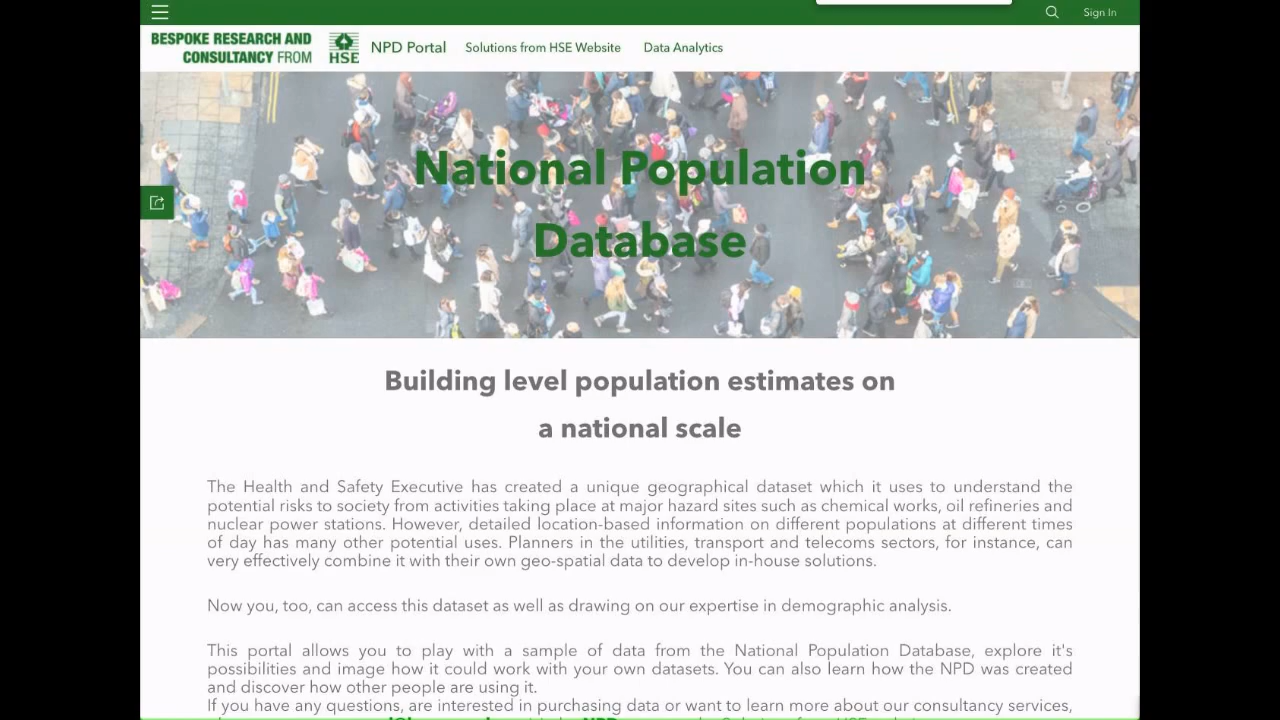 Sign In
BESPOKE RESEARCH AND
CONSULTANCY FROM
HSE
NPD Portal Solutions from HSE Website Data Analytics
National Population
Database
Building level population estimates on
a national scale
The Health and Safety Executive has created a unique geographical dataset which it uses to understand the
potential risks to society from activities taking place at major hazard sites such as chemical works, oil refineries and
nuclear power stations. However, detailed location-based information on different populations at different times
of day has many other potential uses. Planners in the utilities, transport and telecoms sectors, for instance, can
very effectively combine it with their own geo-spatial data to develop in-house solutions.
Now you, too, can access this dataset as well as drawing on our expertise in demographic analysis.
This portal allows you to play with a sample of data from the National Population Database, explore it's
possibilities and image how it could work with your own datasets. You can also learn how the NPD was created
and discover how other people are using it.
If you have any questions, are interested in purchasing data or want to learn more about our consultancy services,